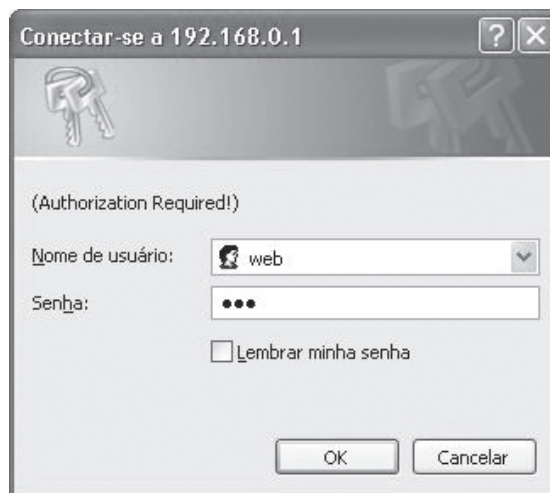 Conectar-se a 192.168.0.1
(Authorization Required!)
Nome de usuário: web
Senha: •••
Lembrar minha senha
OK Cancelar